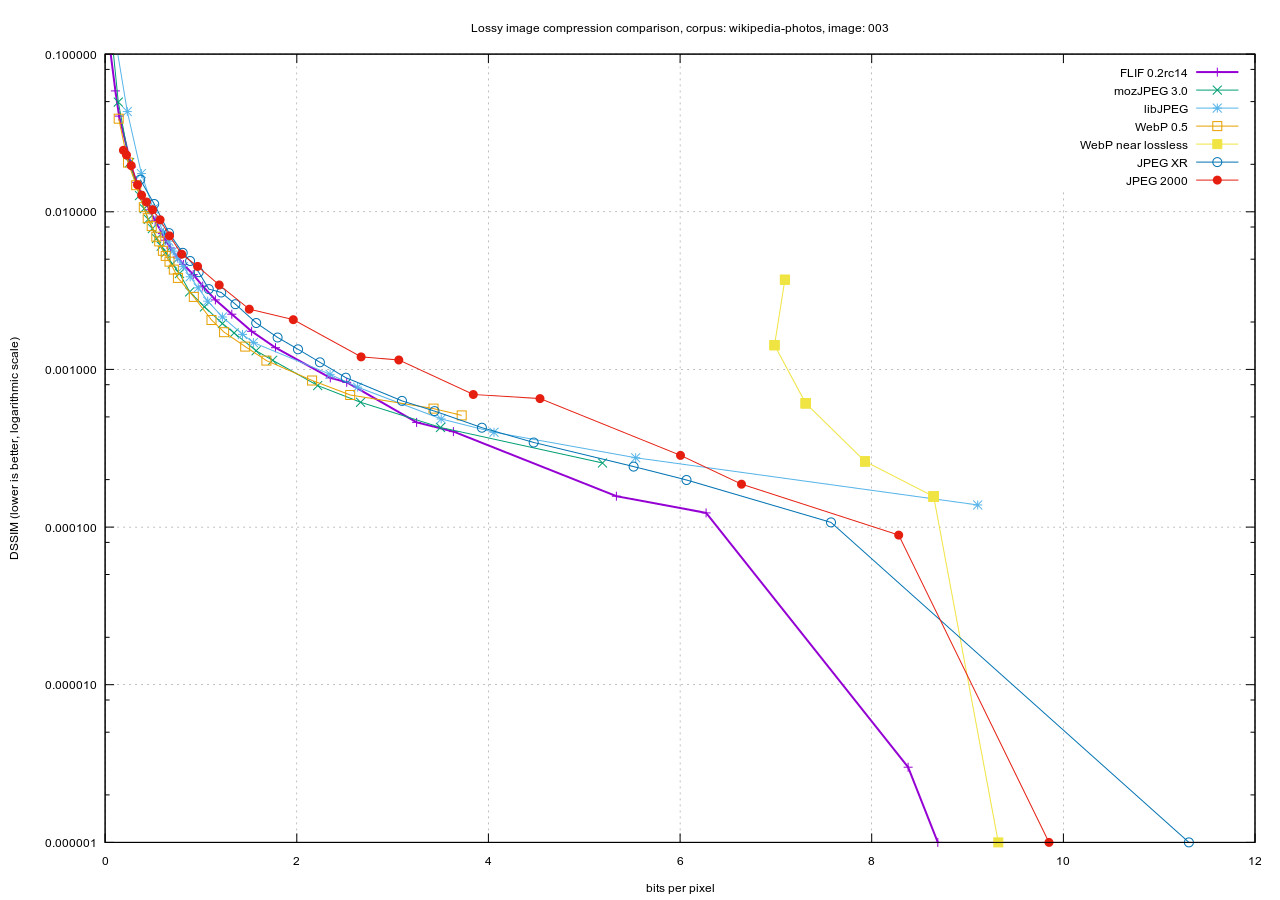 Lossy image compression comparison, corpus: wikipedia-photos, image: 003
0.100000
0.010000
0.001000
0.000100
0.000010
0.000001
DSSIM (lower is better, logarithmic scale)
FLIF 0.2rc14
mozJPEG 3.0
libJPEG
WebP 0.5
WebP near lossless
JPEG XR
JPEG 2000
0 2 4 6 8 10 12
bits per pixel